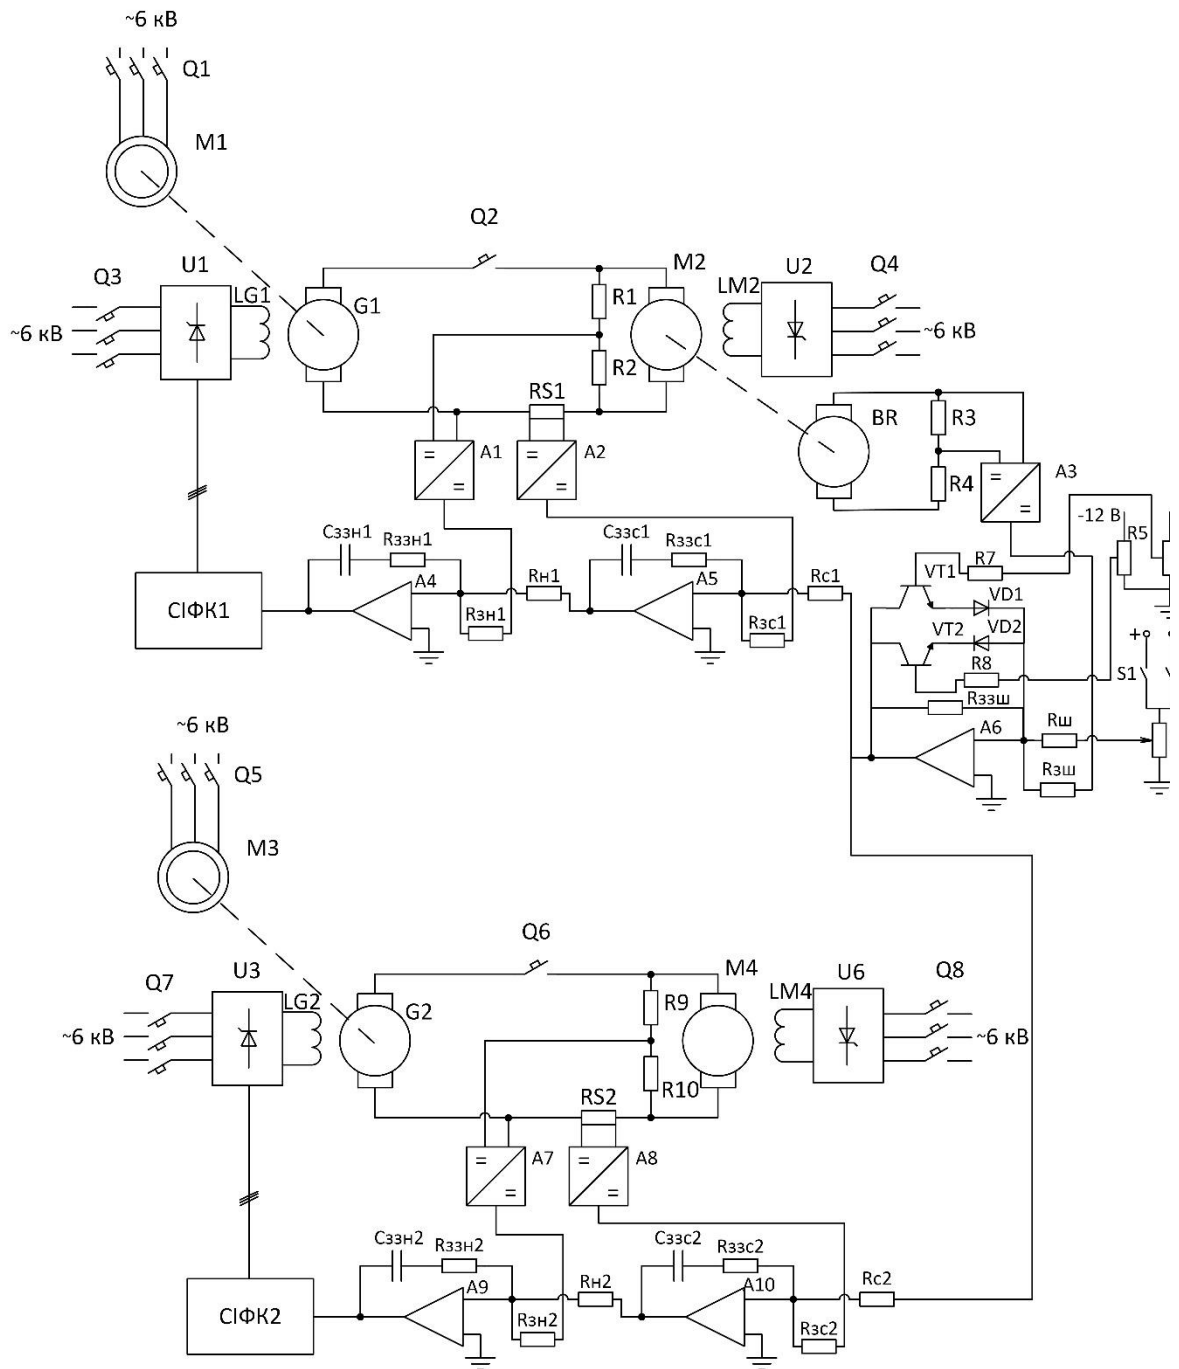 ~6 кВ
Q1
M1
Q2
Q3
U1
LG1
G1
R1
M2
LM2
U2
Q4
~6 кВ
~6 кВ
R2
RS1
A1
A2
BR
R3
R4
A3
= =
= =
= =
-12 В
R5
Cззн1
Rззн1
A4
Rн1
Cззс1
Rззс1
A5
Rс1
VT1
R7
VD1
СІФК1
Rзн1
Rзс1
VT2
VD2
R8
+
S1
Rззш
A6
Rш
Rзш
~6 кВ
Q5
M3
Q6
Q7
U3
LG2
G2
R9
M4
LM4
U6
Q8
~6 кВ
~6 кВ
R10
RS2
A7
A8
= =
= =
Cззн2
Rззн2
A9
Rн2
Cззс2
Rззс2
A10
Rс2
СІФК2
Rзн2
Rзс2